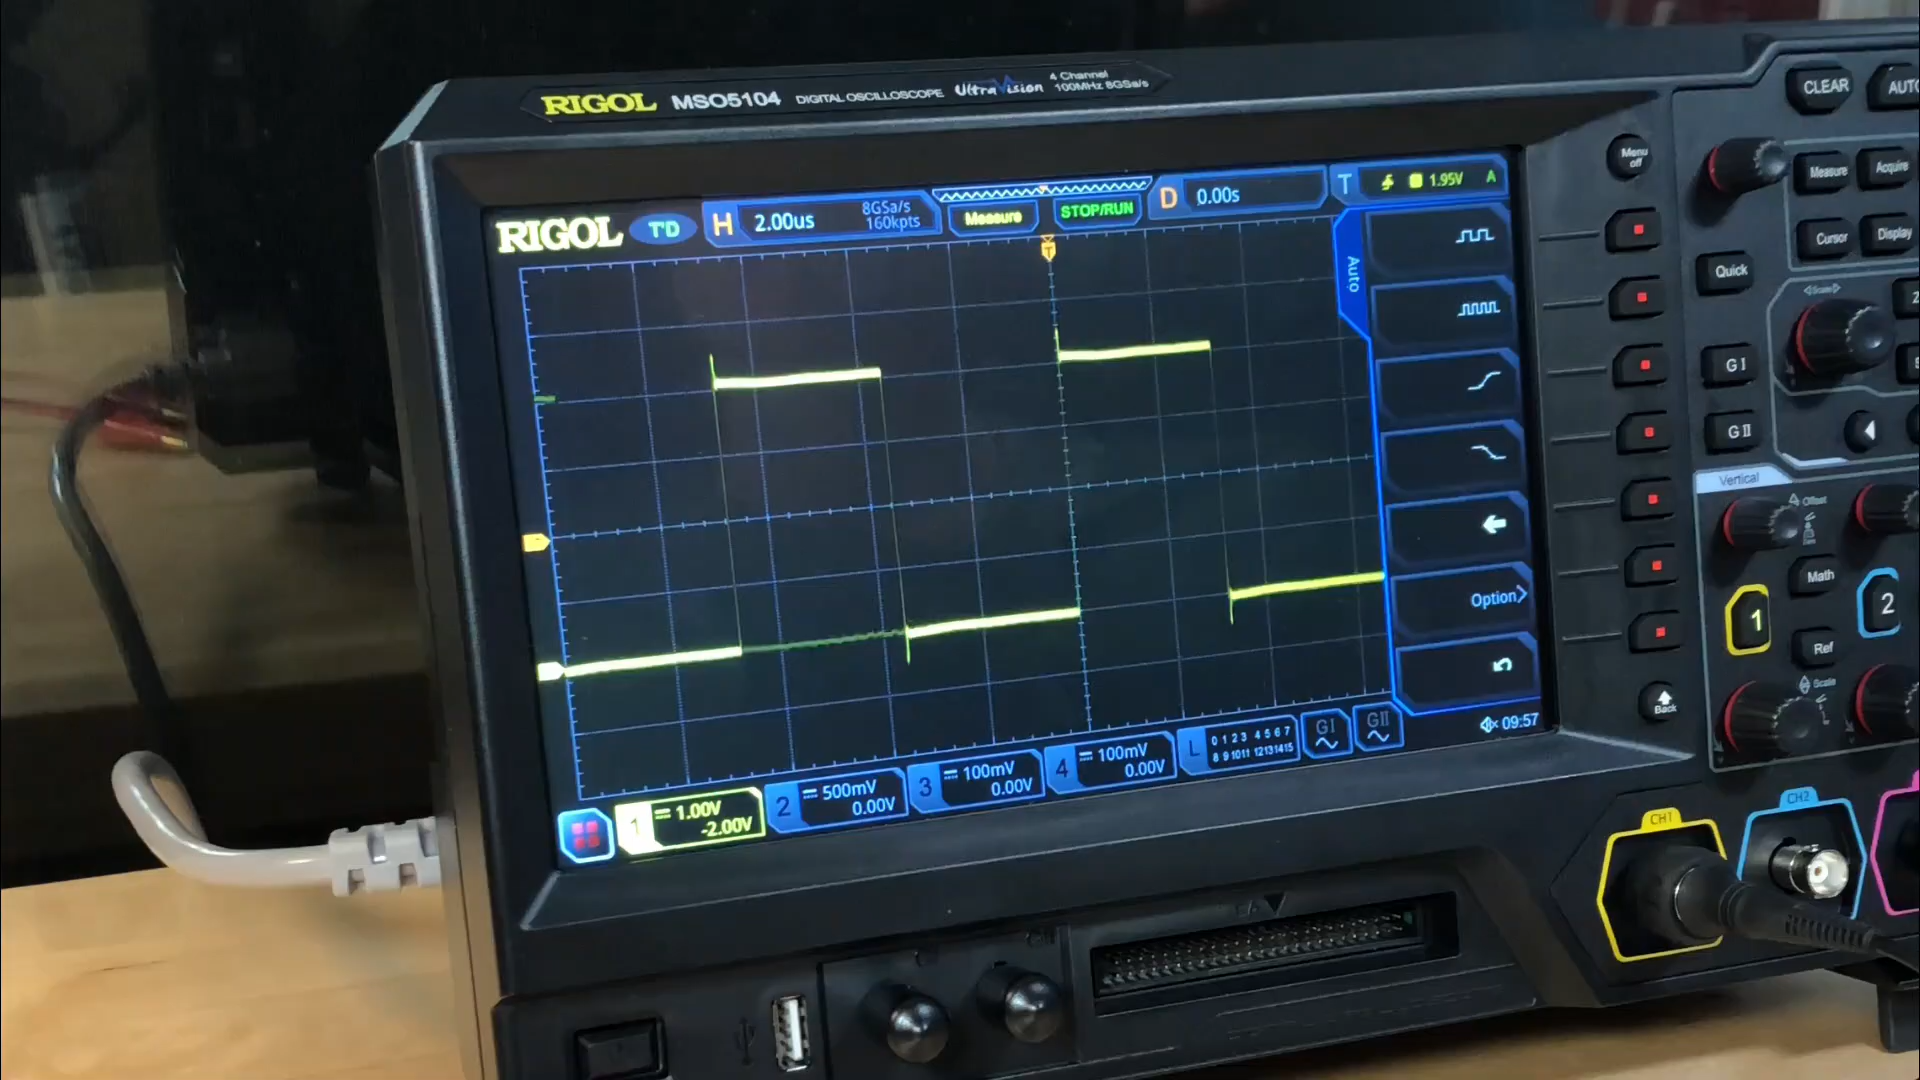 RIGOL MSO5104 DIGITAL OSCILLOSCOPE UltraVision 4 Channel 100MHz 8GSa/s
CLEAR
AUTO
RIGOL T'D H 2.00us 8GSa/s 160kpts Measure STOP/RUN D 0.00s T 1.95V A
Menu off
Measure
Acquire
Cursor
Display
Quick
Scale
Auto
T
G I
G II
Option
Vertical
Offset
Math
1
2
Ref
Scale
Back
09:57
1 1.00V -2.00V
2 500mV 0.00V
3 100mV 0.00V
4 100mV 0.00V
L 0 1 2 3 4 5 6 7
8 9 10 11 12 13 14 15
GI
GII
CH1
CH2